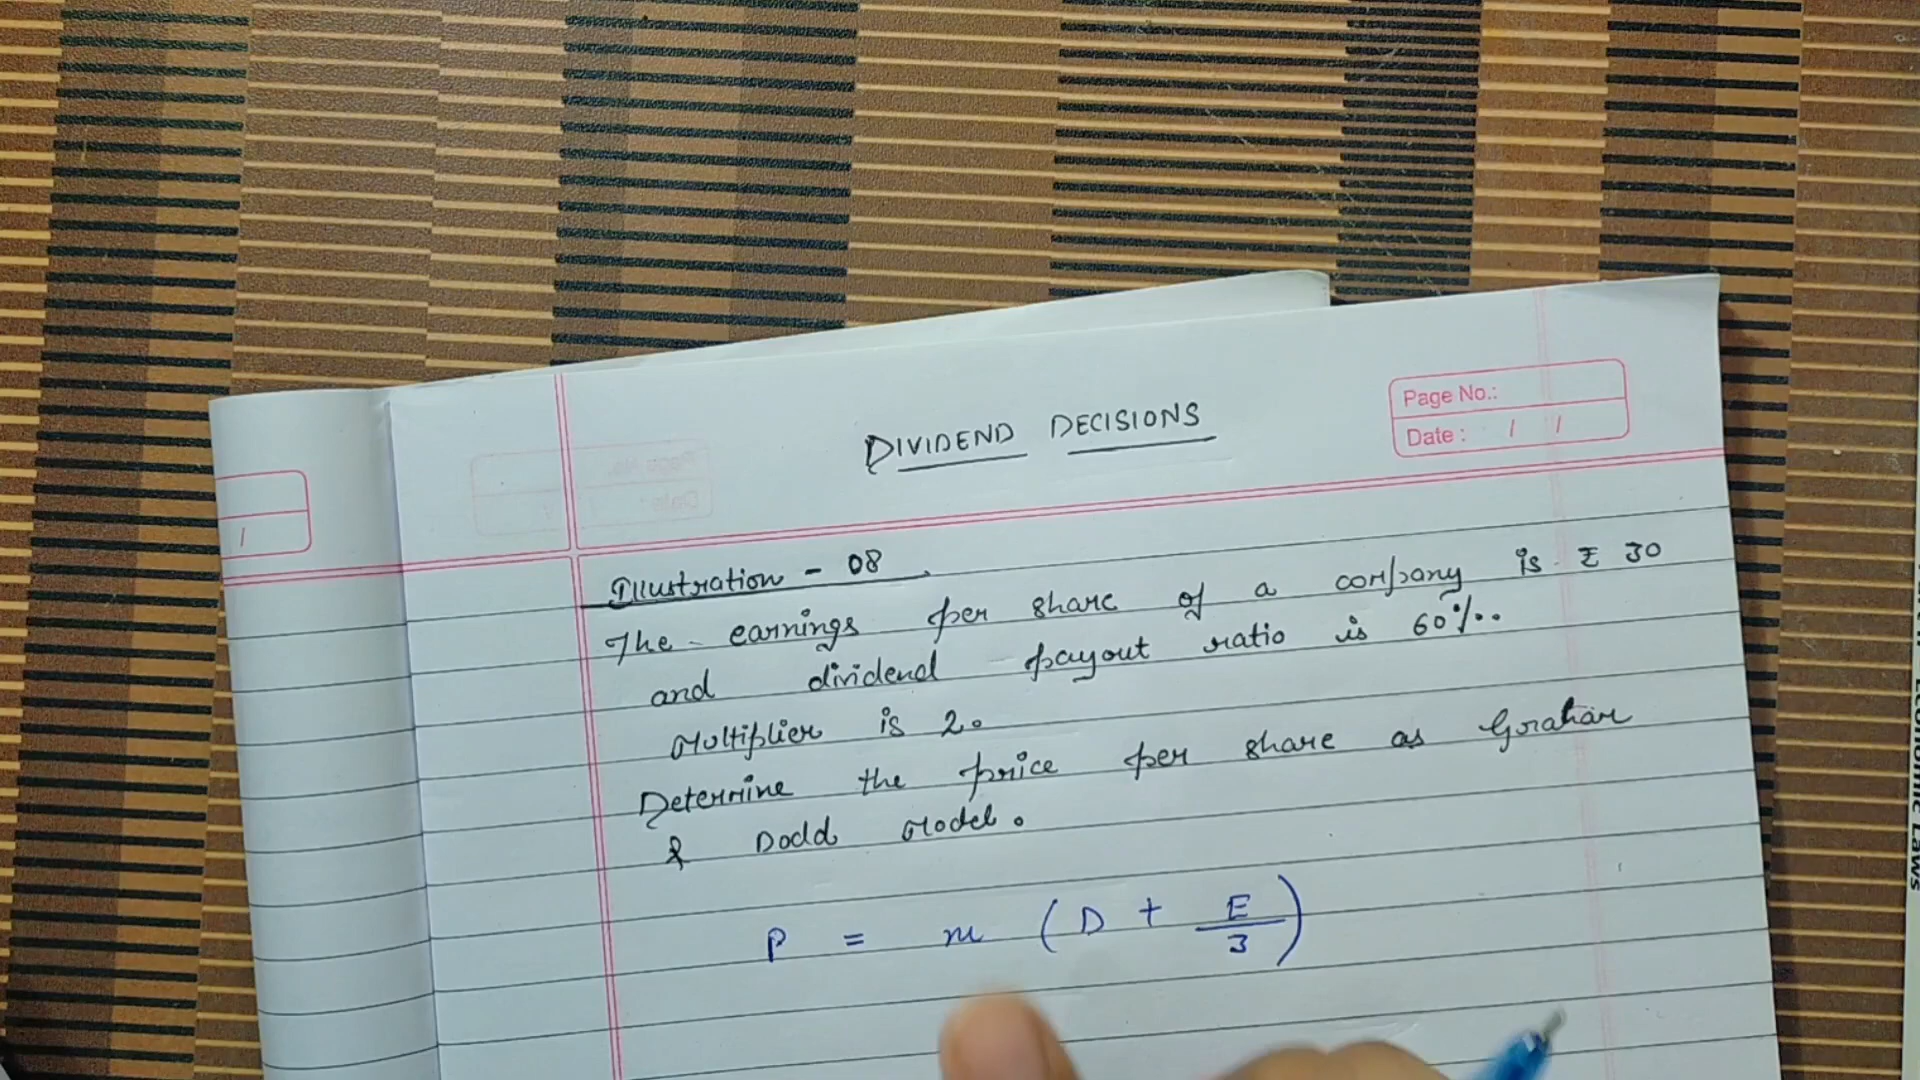 DIVIDEND DECISIONS
Page No.:
Date : / /
/
Illustration - 08
The earnings per share of a company is ₹ 30
and dividend payout ratio is 60%.
Multiplier is 2.
Determine the price per share as Graham
& Dodd Model.
P = m ( D + E/3 )